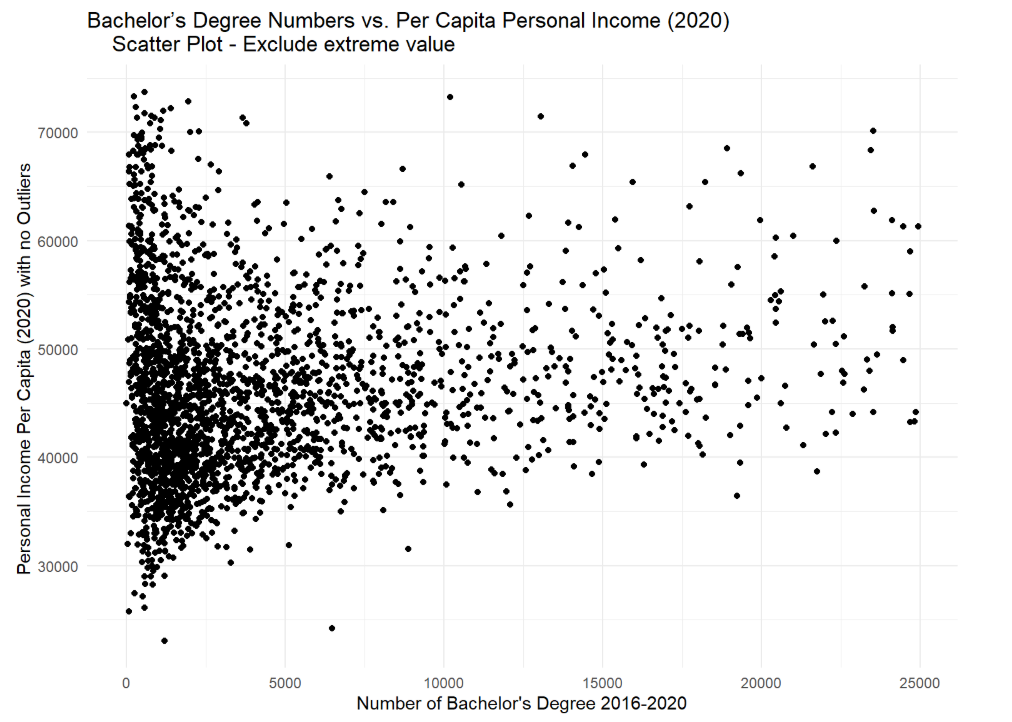 Bachelor’s Degree Numbers vs. Per Capita Personal Income (2020)
Scatter Plot - Exclude extreme value
Personal Income Per Capita (2020) with no Outliers
70000
60000
50000
40000
30000
0 5000 10000 15000 20000 25000
Number of Bachelor's Degree 2016-2020